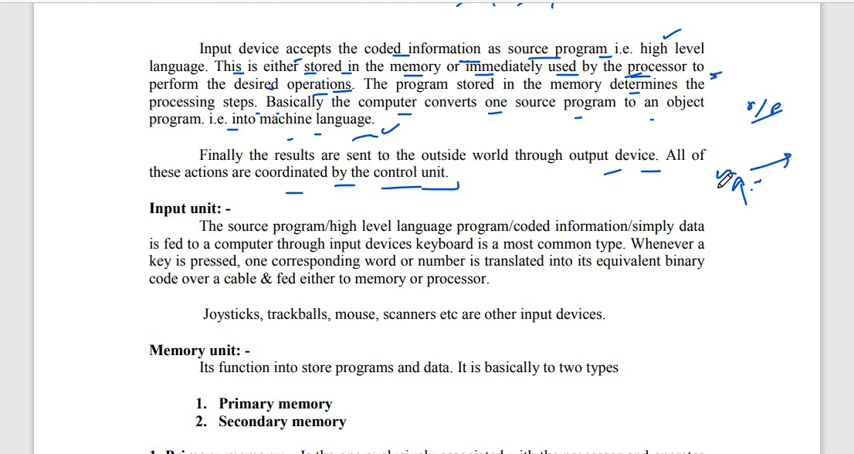 Input device accepts the coded information as source program i.e. high level
language. This is either stored in the memory or immediately used by the processor to
perform the desired operations. The program stored in the memory determines the
processing steps. Basically the computer converts one source program to an object
program. i.e. into machine language.
Finally the results are sent to the outside world through output device. All of
these actions are coordinated by the control unit.
Input unit: -
The source program/high level language program/coded information/simply data
is fed to a computer through input devices keyboard is a most common type. Whenever a
key is pressed, one corresponding word or number is translated into its equivalent binary
code over a cable & fed either to memory or processor.
Joysticks, trackballs, mouse, scanners etc are other input devices.
Memory unit: -
Its function into store programs and data. It is basically to two types
1. Primary memory
2. Secondary memory